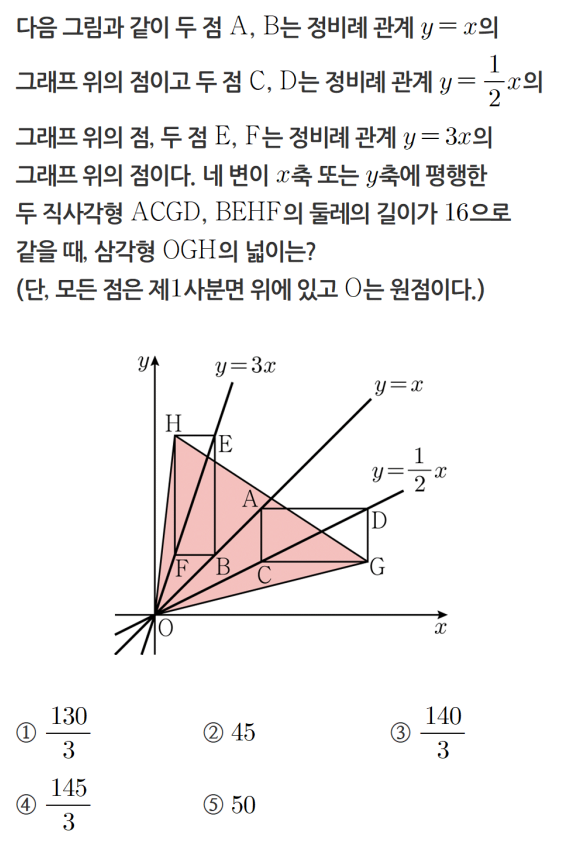 다음 그림과 같이 두 점 A, B는 정비례 관계 y=x의
그래프 위의 점이고 두 점 C, D는 정비례 관계 y=\frac{1}{2}x의
그래프 위의 점, 두 점 E, F는 정비례 관계 y=3x의
그래프 위의 점이다. 네 변이 x축 또는 y축에 평행한
두 직사각형 ACGD, BEHF의 둘레의 길이가 16으로
같을 때, 삼각형 OGH의 넓이는?
(단, 모든 점은 제1사분면 위에 있고 O는 원점이다.)
y
y=3x
y=x
H
E
y=\frac{1}{2}x
A
D
F
B
C
G
O
x
① \frac{130}{3} ② 45 ③ \frac{140}{3}
④ \frac{145}{3} ⑤ 50